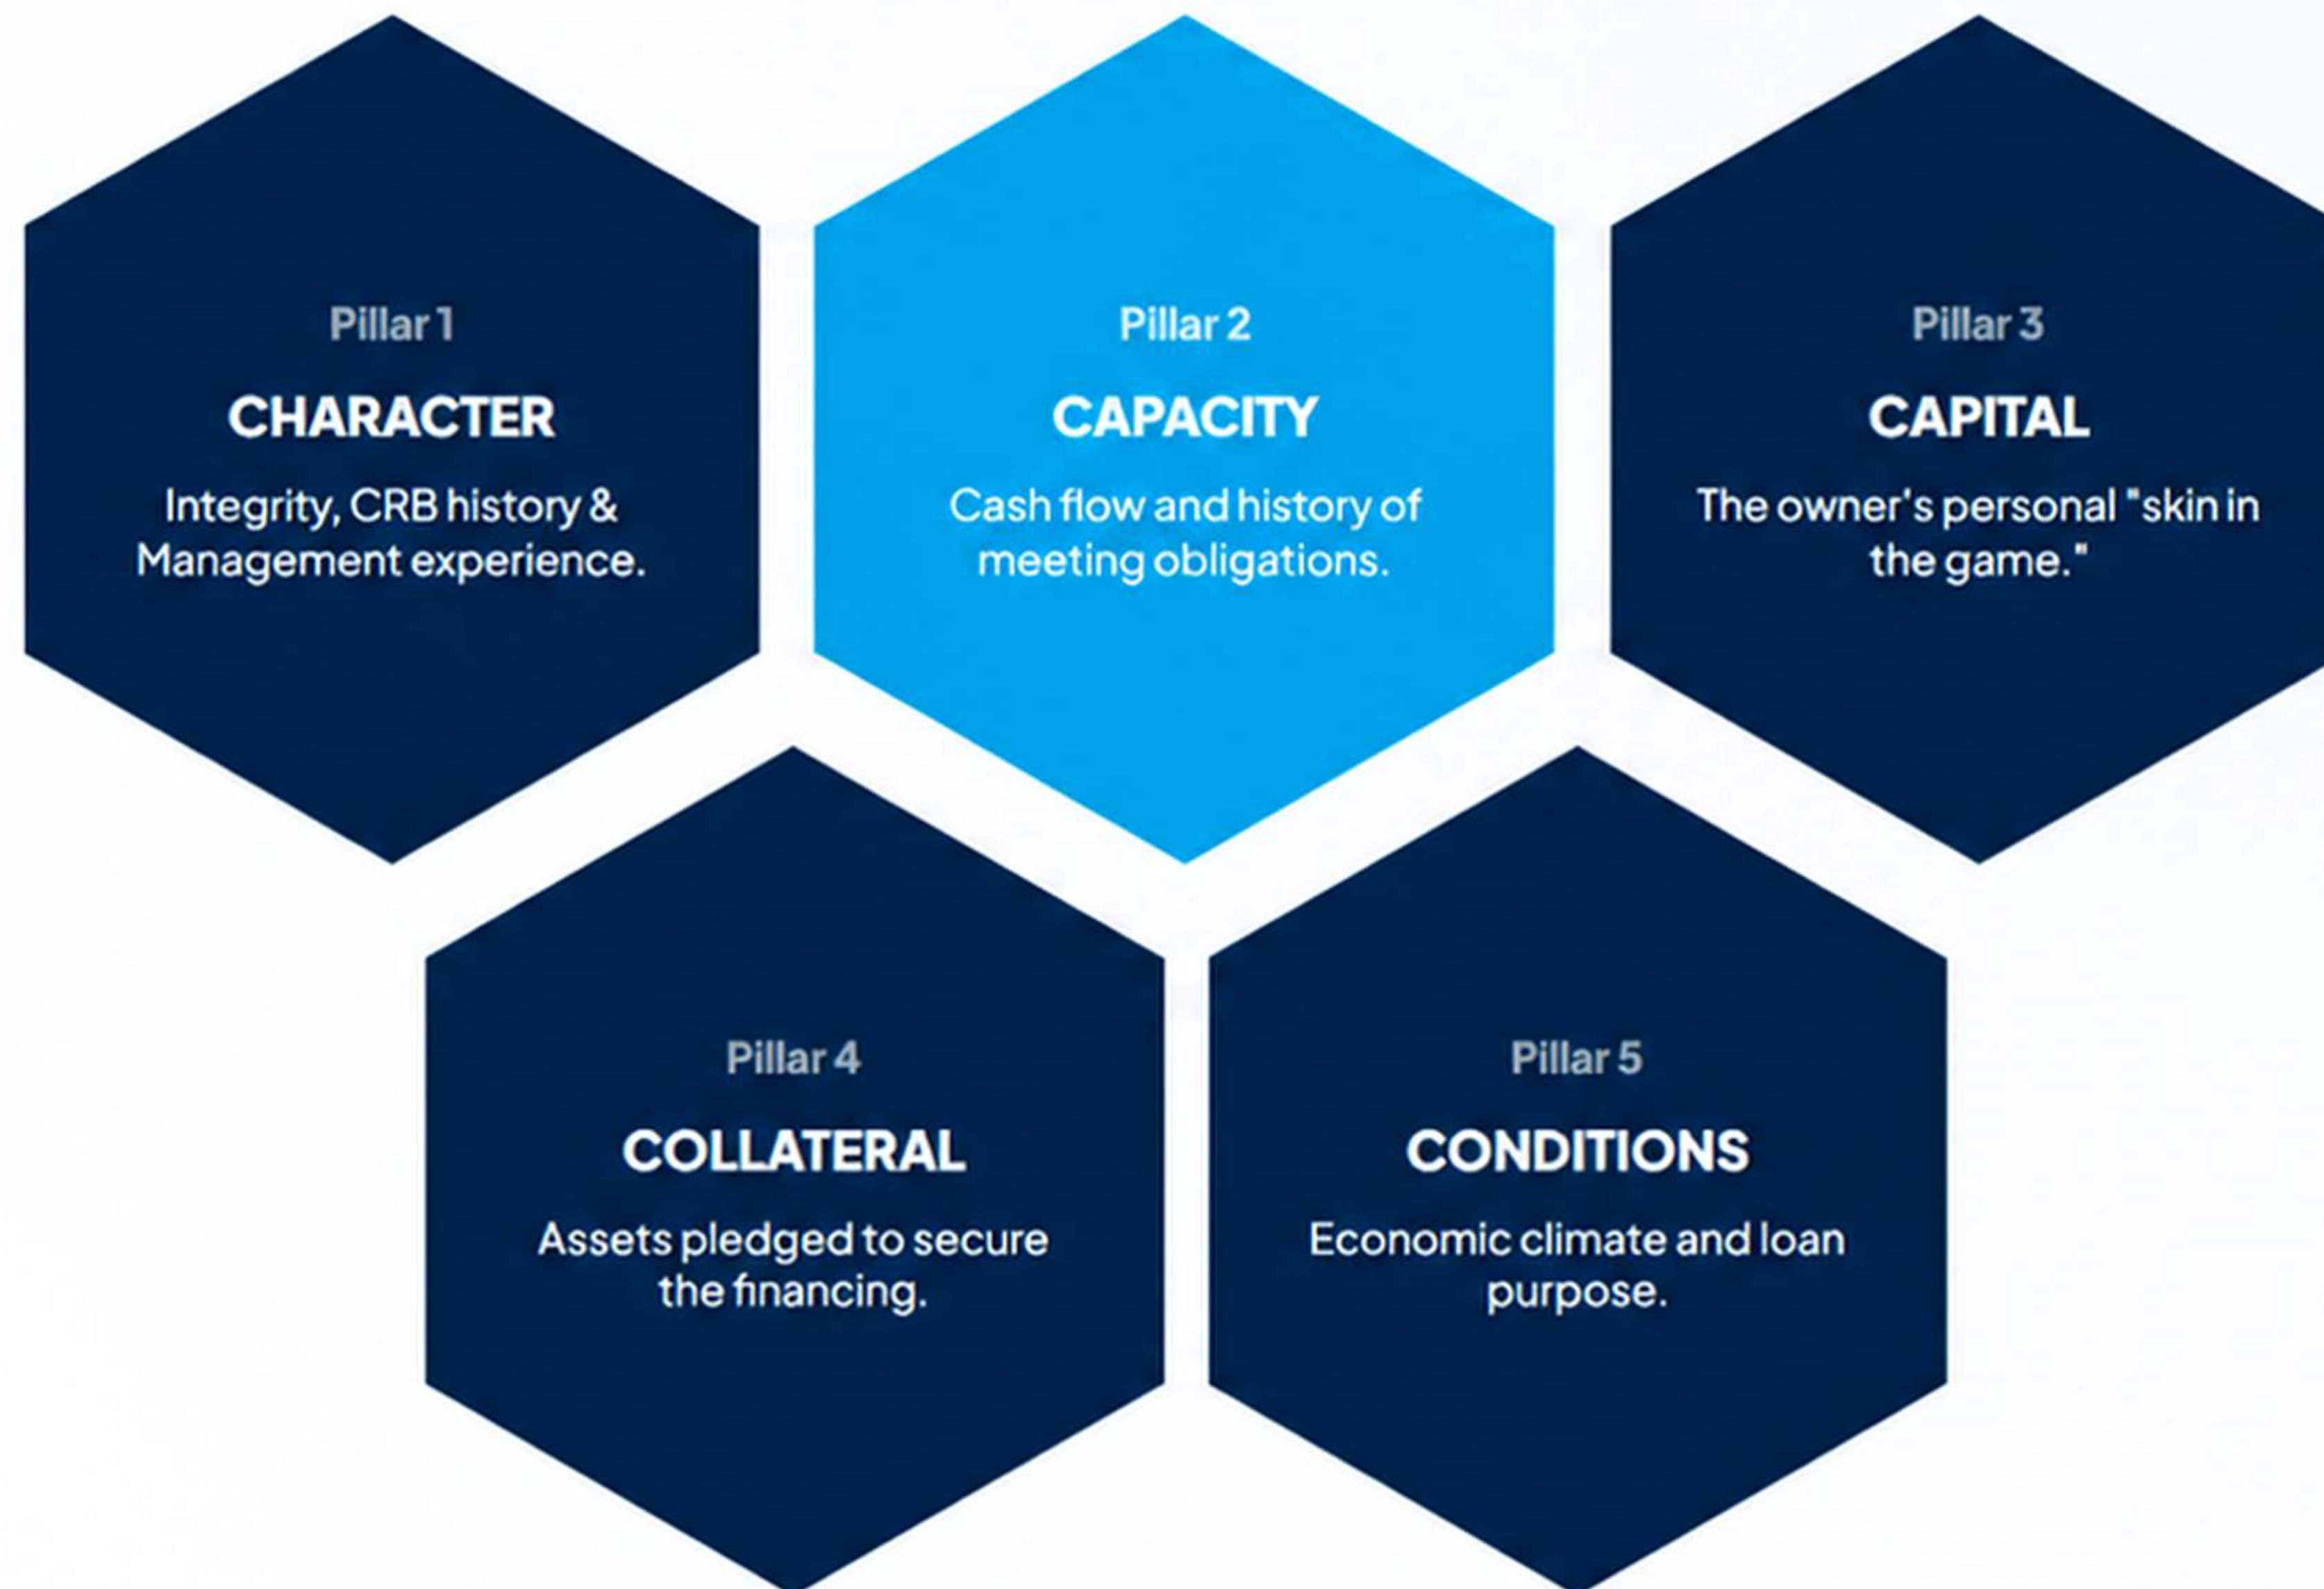 Pillar 1
CHARACTER
Integrity, CRB history &
Management experience.
Pillar 2
CAPACITY
Cash flow and history of
meeting obligations.
Pillar 3
CAPITAL
The owner's personal "skin in
the game."
Pillar 4
COLLATERAL
Assets pledged to secure
the financing.
Pillar 5
CONDITIONS
Economic climate and loan
purpose.